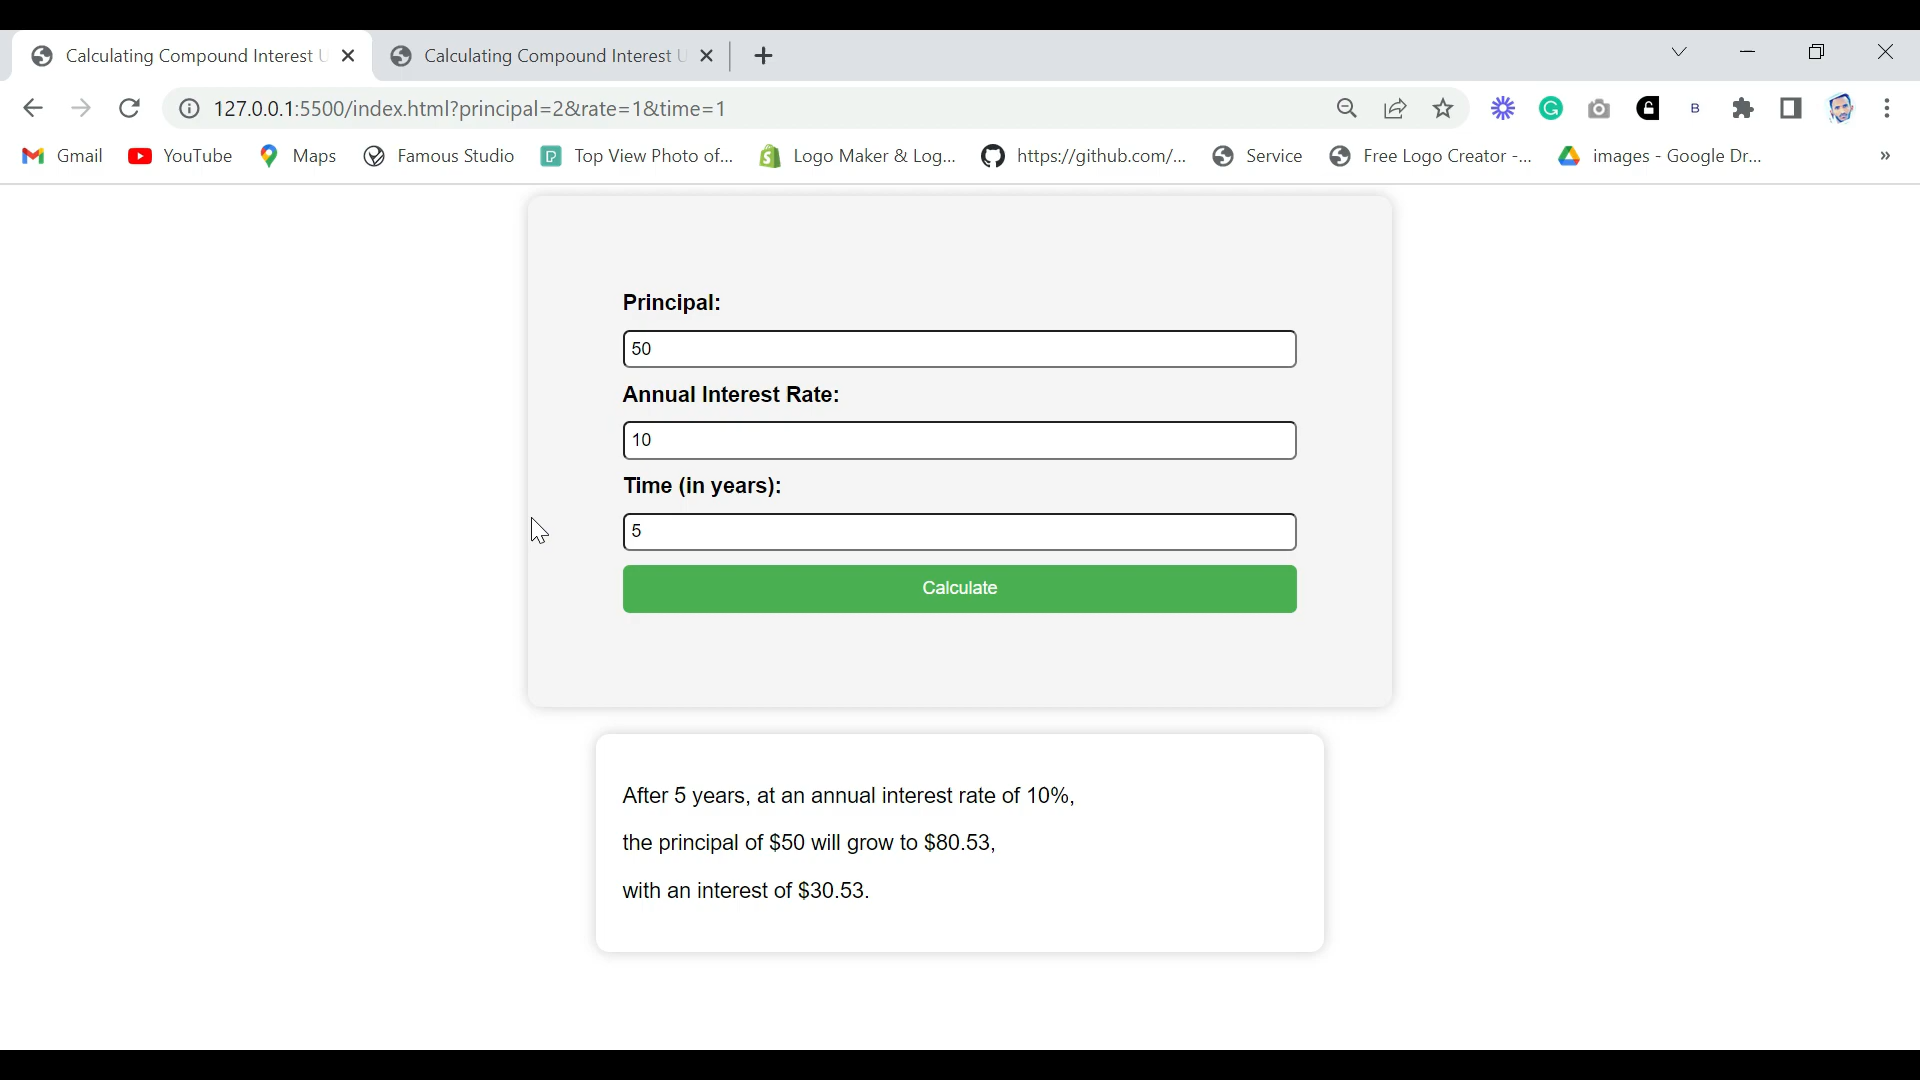 Calculating Compound Interest U
Calculating Compound Interest U
127.0.0.1:5500/index.html?principal=2&rate=1&time=1
B
Gmail
YouTube
Maps
Famous Studio
Top View Photo of...
Logo Maker & Log...
https://github.com/...
Service
Free Logo Creator -...
images - Google Dr...
»
Principal:
50
Annual Interest Rate:
10
Time (in years):
5
Calculate
After 5 years, at an annual interest rate of 10%,
the principal of $50 will grow to $80.53,
with an interest of $30.53.